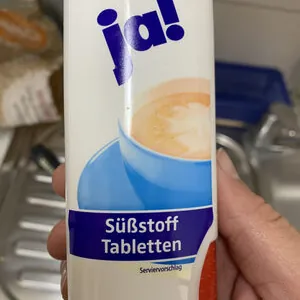 ja!
Süßstoff
Tabletten
Serviervorschlag